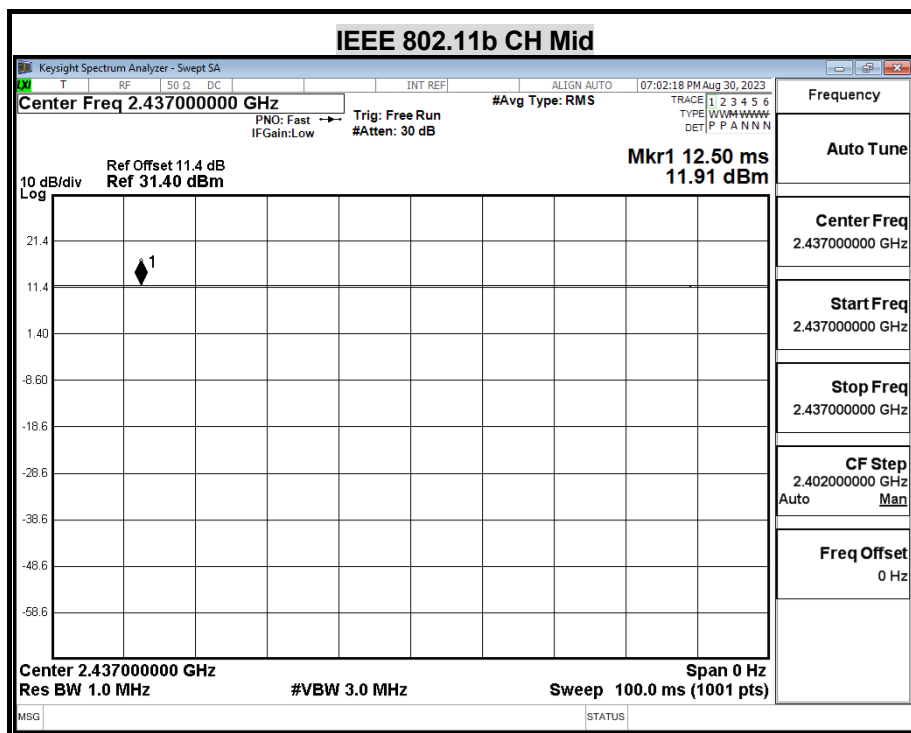 IEEE 802.11b CH Mid
Keysight Spectrum Analyzer - Swept SA
LXI T RF 50 Ω DC INT REF ALIGN AUTO 07:02:18 PM Aug 30, 2023
Center Freq 2.437000000 GHz
PNO: Fast
IFGain:Low
Trig: Free Run
#Atten: 30 dB
#Avg Type: RMS
TRACE 1 2 3 4 5 6
TYPE WWMWWW
DET P P A N N N
Ref Offset 11.4 dB
10 dB/div Ref 31.40 dBm
Log
Mkr1 12.50 ms
11.91 dBm
21.4
1
11.4
1.40
-8.60
-18.6
-28.6
-38.6
-48.6
-58.6
Center 2.437000000 GHz Span 0 Hz
Res BW 1.0 MHz #VBW 3.0 MHz Sweep 100.0 ms (1001 pts)
MSG STATUS
Frequency
Auto Tune
Center Freq
2.437000000 GHz
Start Freq
2.437000000 GHz
Stop Freq
2.437000000 GHz
CF Step
2.402000000 GHz
Auto Man
Freq Offset
0 Hz